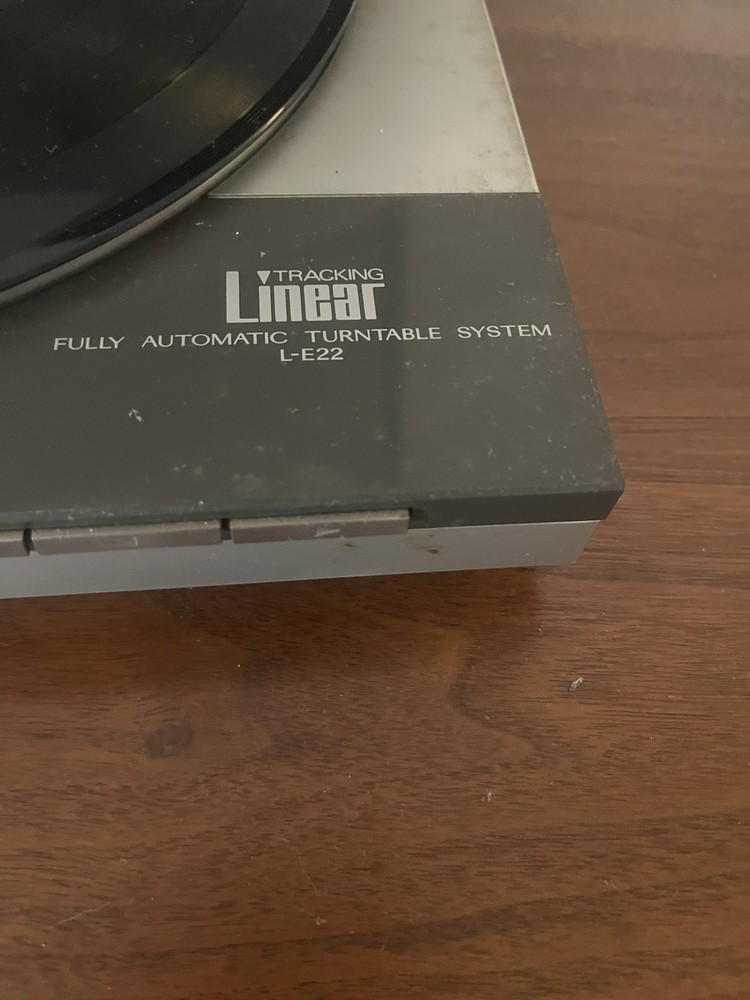 TRACKING
Linear
FULLY AUTOMATIC TURNTABLE SYSTEM
L-E22